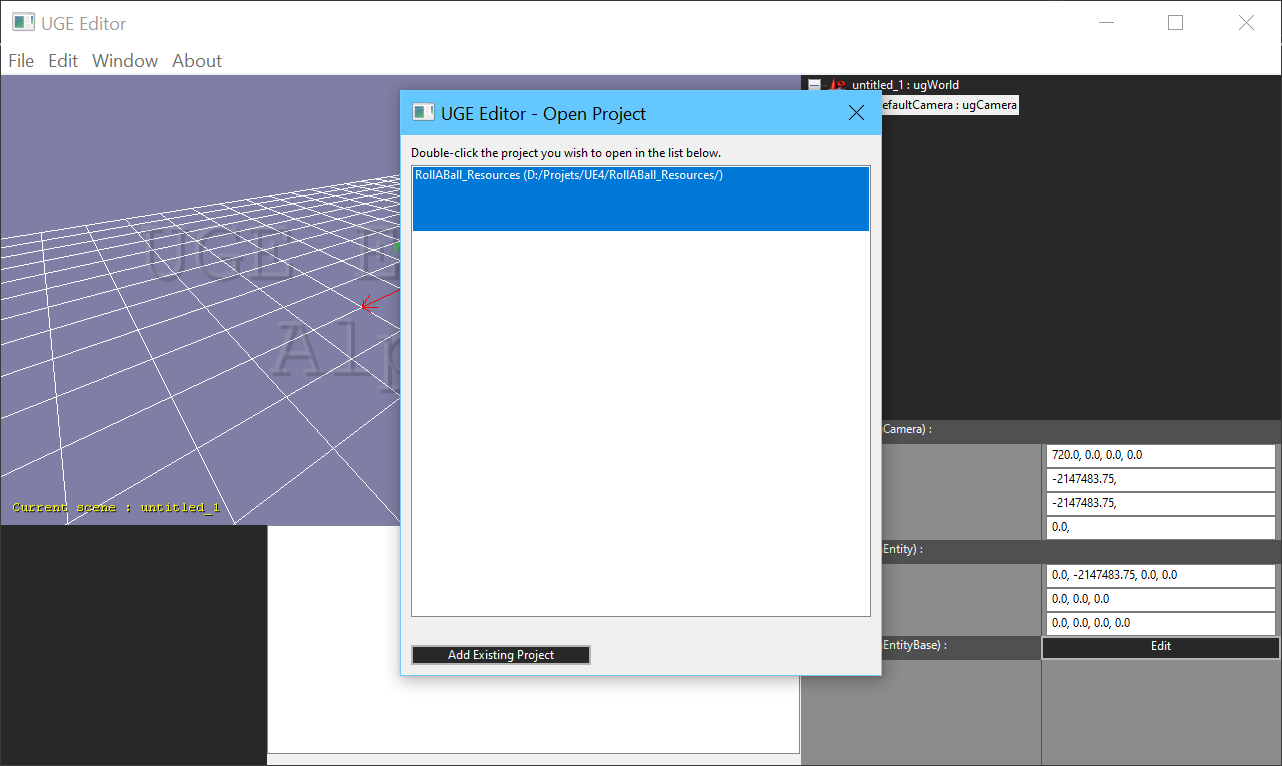 UGE Editor
File Edit Window About
untitled_1 : ugWorld
efaultCamera : ugCamera
UGE Editor - Open Project
Double-click the project you wish to open in the list below.
RollABall_Resources (D:/Projets/UE4/RollABall_Resources/)
UGE E
Alp
Current scene : untitled_1
Add Existing Project
Camera) :
720.0, 0.0, 0.0, 0.0
-2147483.75,
-2147483.75,
0.0,
Entity) :
0.0, -2147483.75, 0.0, 0.0
0.0, 0.0, 0.0
0.0, 0.0, 0.0, 0.0
EntityBase) :
Edit